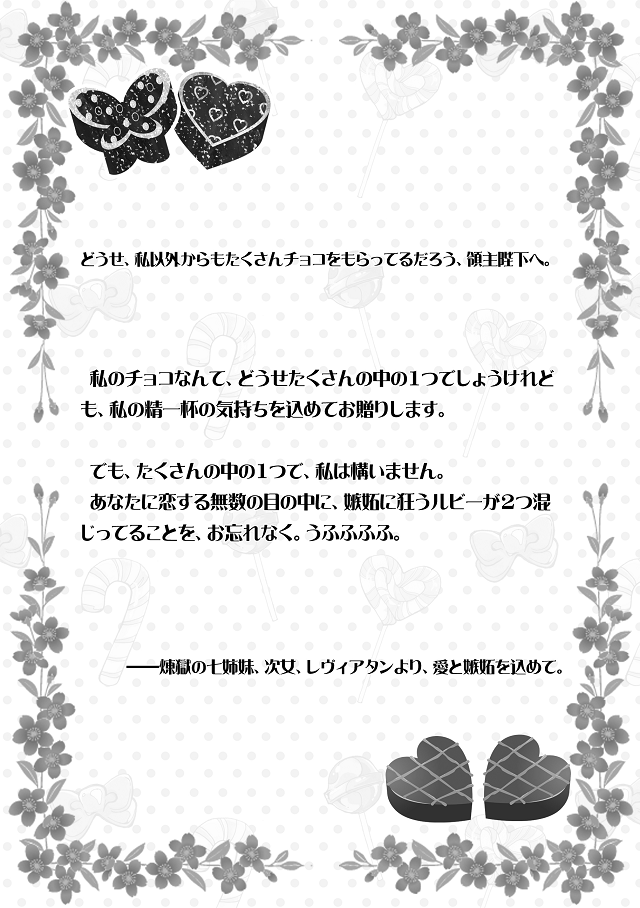 どうせ、私以外からもたくさんチョコをもらってるだろう、領主陛下へ。
私のチョコなんて、どうせたくさんの中の1つでしょうけれど
も、私の精一杯の気持ちを込めてお贈りします。
でも、たくさんの中の1つで、私は構いません。
あなたに恋する無数の目の中に、嫉妬に狂うルビーが2つ混
じってることを、お忘れなく。うふふふふ。
──煉獄の七姉妹、次女、レヴィアタンより、愛と嫉妬を込めて。